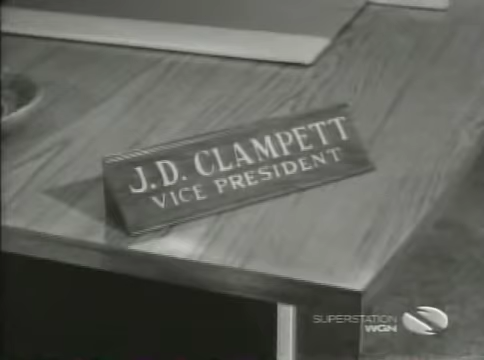 J.D. CLAMPETT
VICE PRESIDENT
SUPERSTATION
WGN